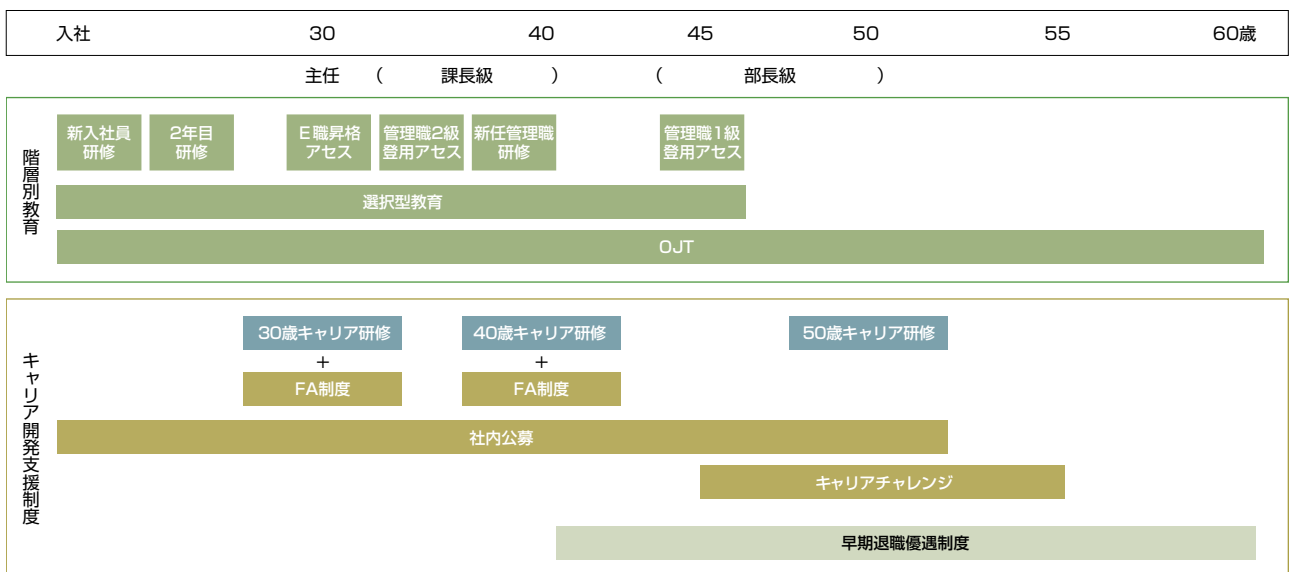 入社 30 40 45 50 55 60歳
主任 ( 課長級 ) ( 部長級 )
階層別教育
新入社員
研修
2年目
研修
E職昇格
アセス
管理職2級
登用アセス
新任管理職
研修
管理職1級
登用アセス
選択型教育
OJT
キャリア開発支援制度
30歳キャリア研修
+
FA制度
40歳キャリア研修
+
FA制度
50歳キャリア研修
社内公募
キャリアチャレンジ
早期退職優遇制度